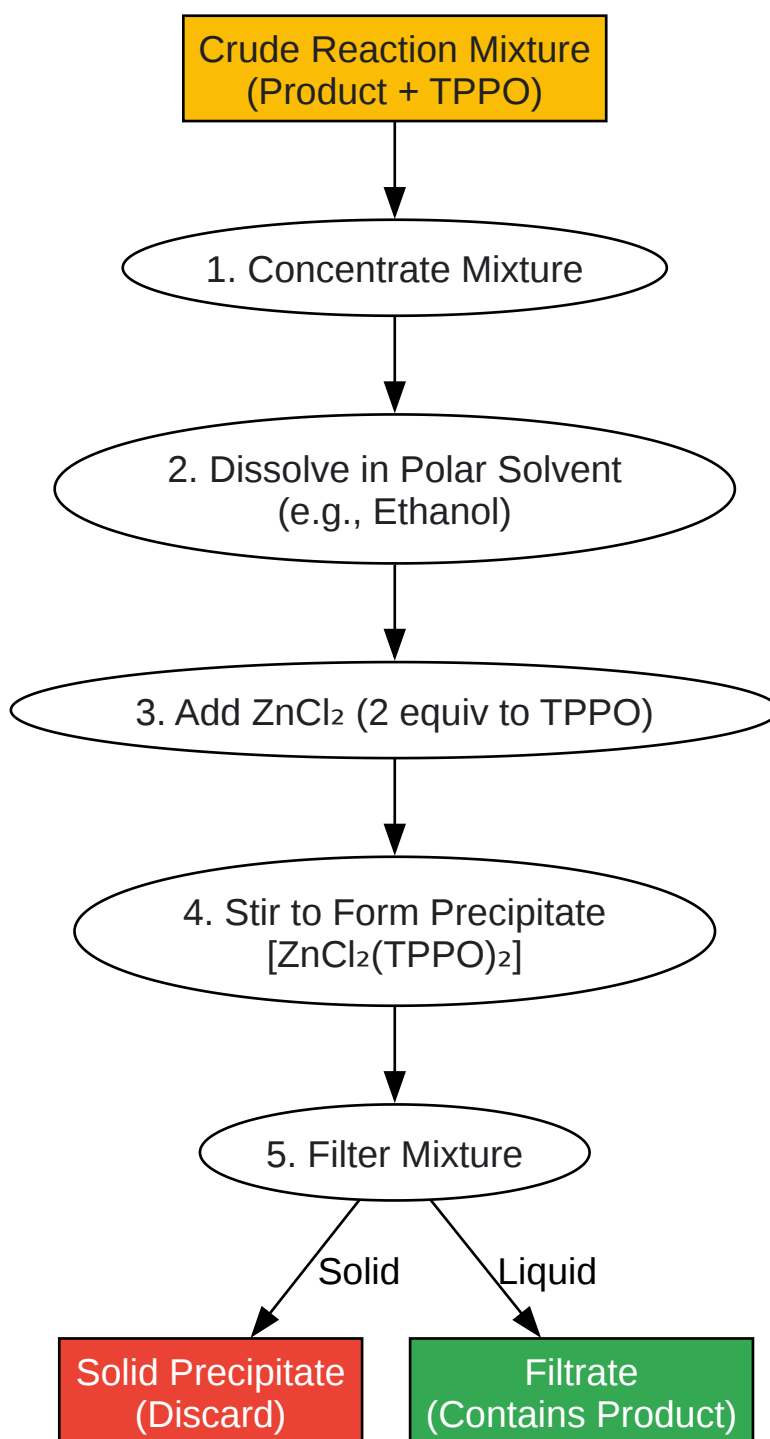 Crude Reaction Mixture
(Product + TPPO)
1. Concentrate Mixture
2. Dissolve in Polar Solvent
(e.g., Ethanol)
3. Add ZnCl₂ (2 equiv to TPPO)
4. Stir to Form Precipitate
[ZnCl₂(TPPO)₂]
5. Filter Mixture
Solid
Liquid
Solid Precipitate
(Discard)
Filtrate
(Contains Product)